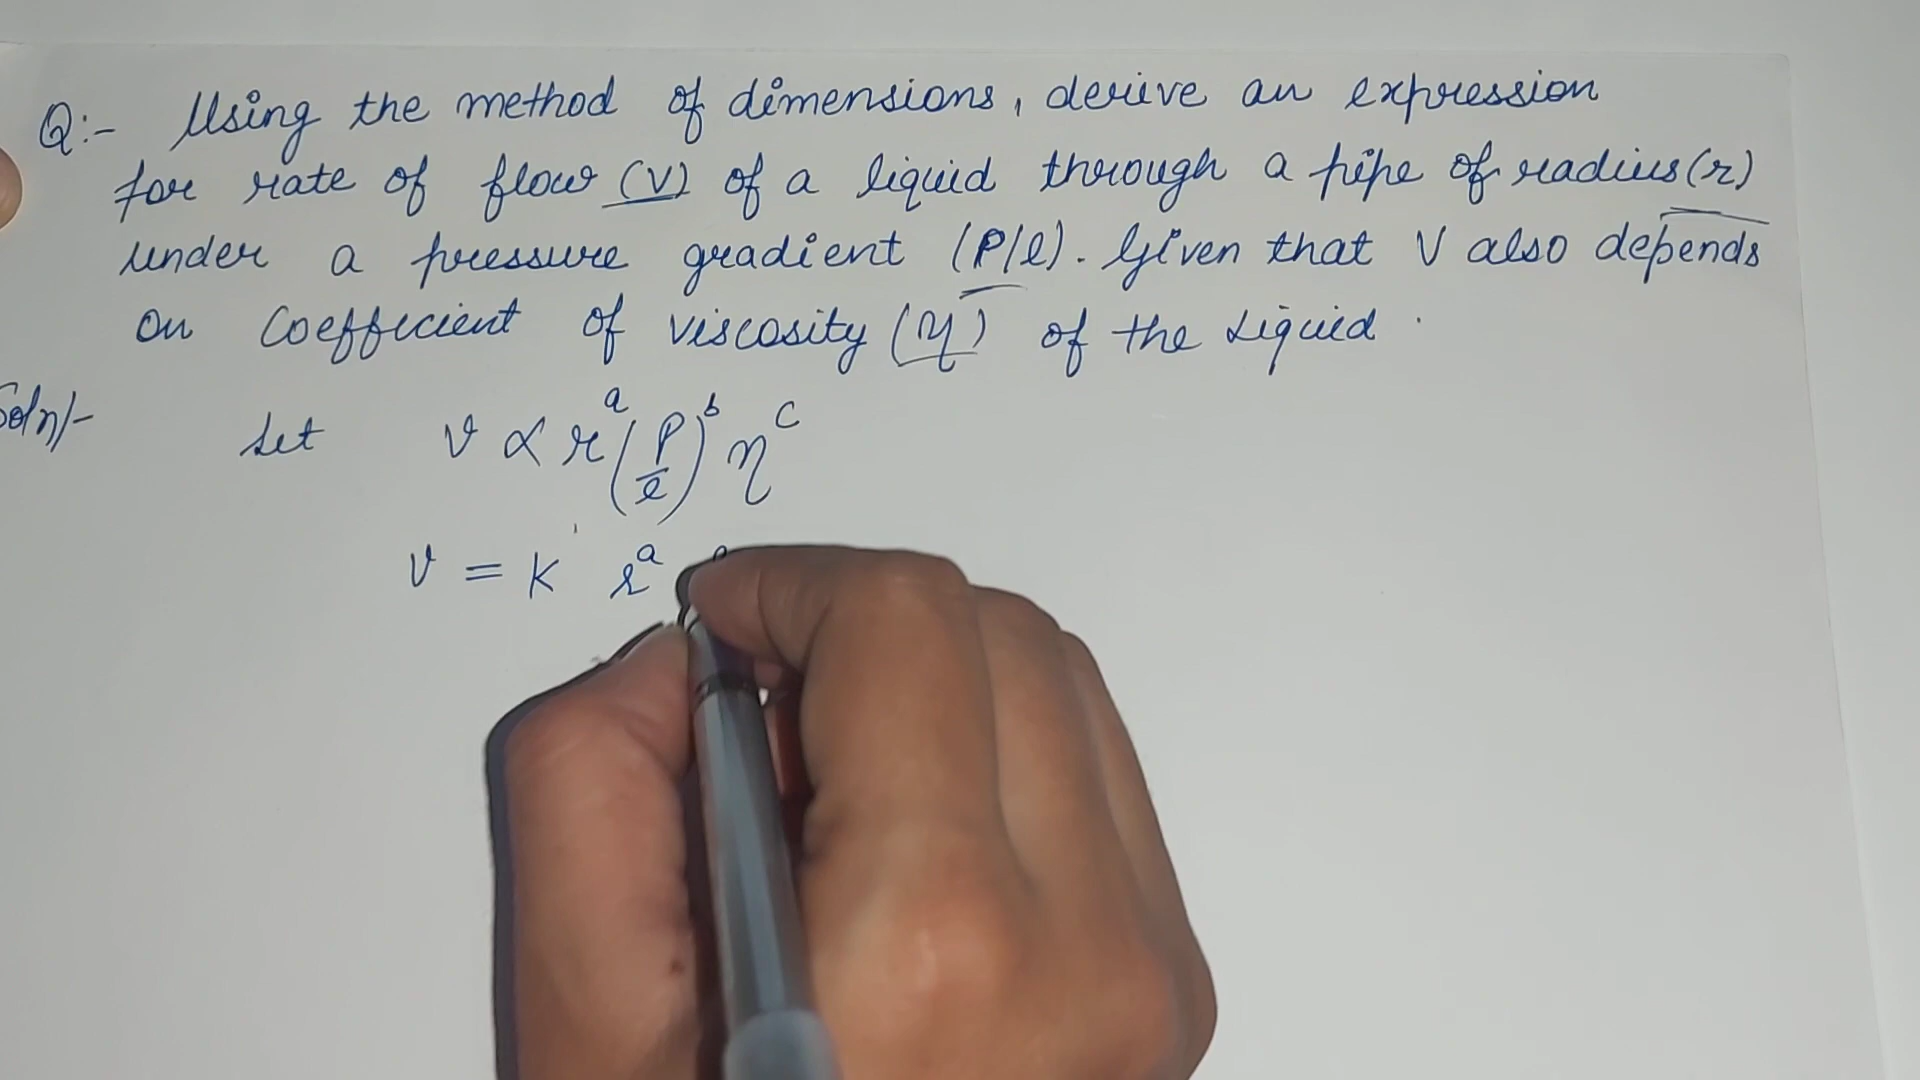 Q:- Using the method of dimensions, derive an expression
for rate of flow (V) of a liquid through a pipe of radius (r)
under a pressure gradient (P/l). Given that V also depends
on coefficient of viscosity (η) of the Liquid.
Soln/- Let V ∝ r^a (P/l)^b η^c
V = K r^a